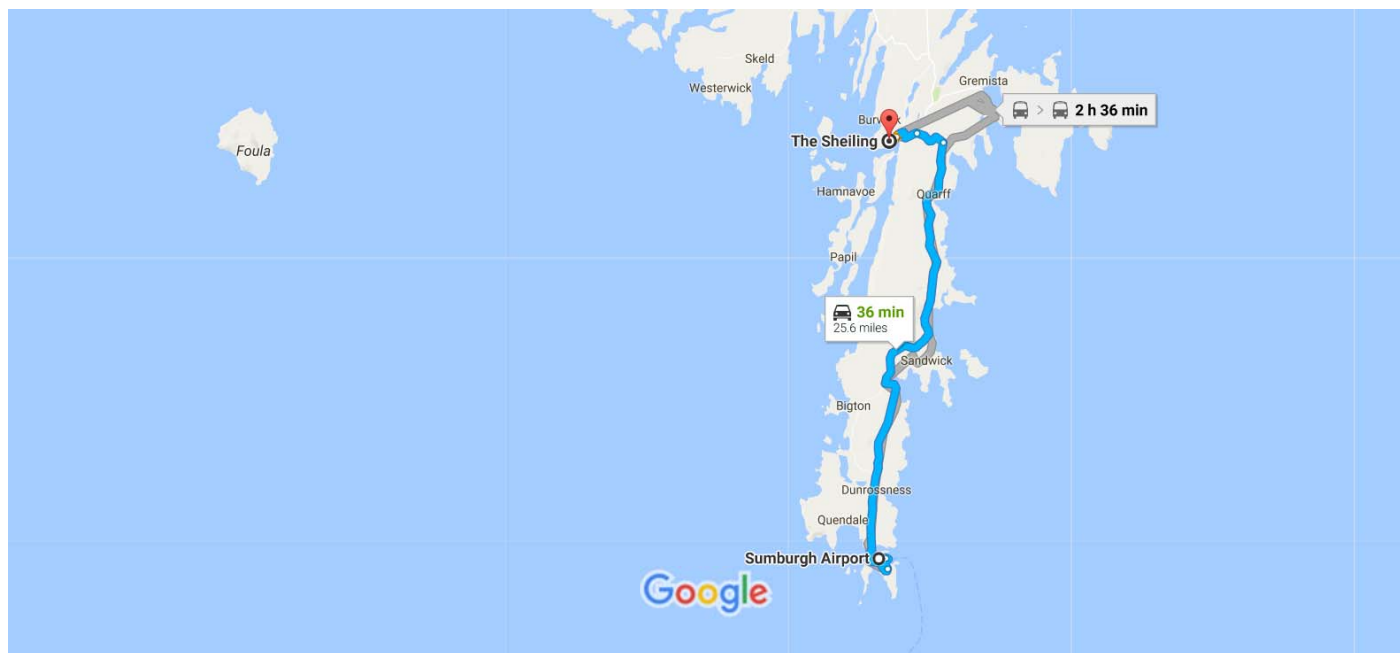 Skeld
Westerwick
Gremista
> 2 h 36 min
The Sheiling
Foula
Hamnavoe
Quarff
Papil
36 min
25.6 miles
Sandwick
Bigton
Dunrossness
Quendale
Sumburgh Airport
Google